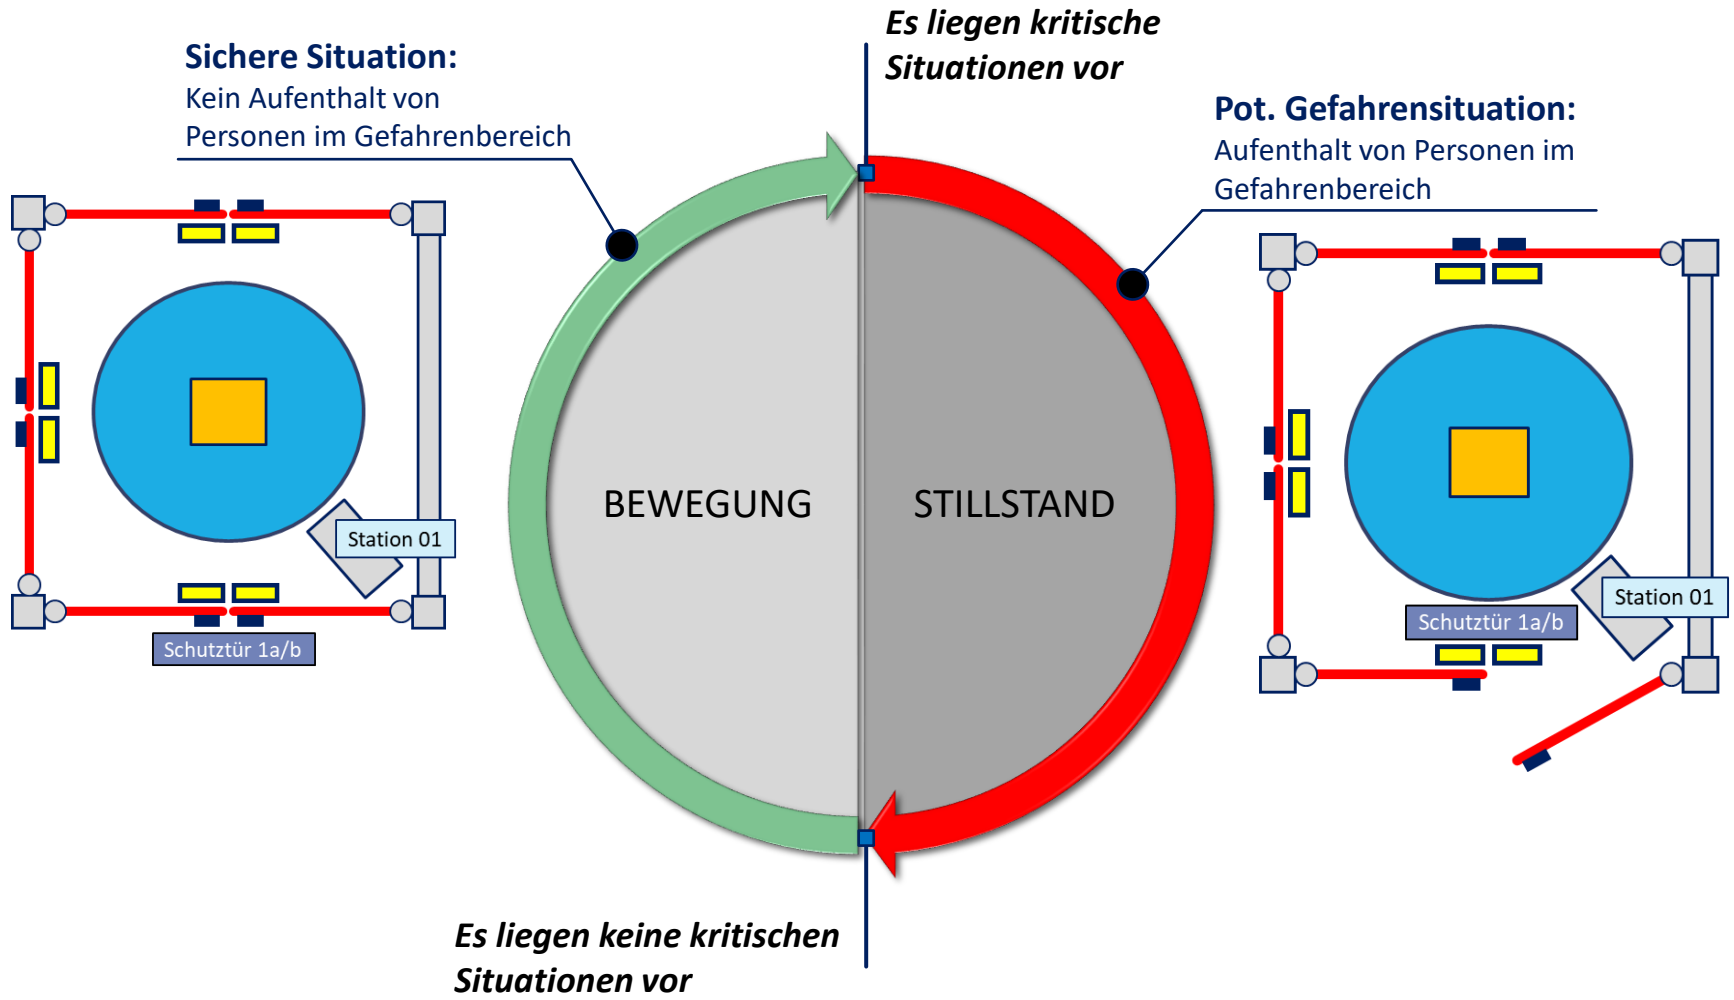 Es liegen kritische
Situationen vor
Sichere Situation:
Kein Aufenthalt von
Personen im Gefahrenbereich
Pot. Gefahrensituation:
Aufenthalt von Personen im
Gefahrenbereich
BEWEGUNG
STILLSTAND
Station 01
Schutztür 1a/b
Station 01
Schutztür 1a/b
Es liegen keine kritischen
Situationen vor